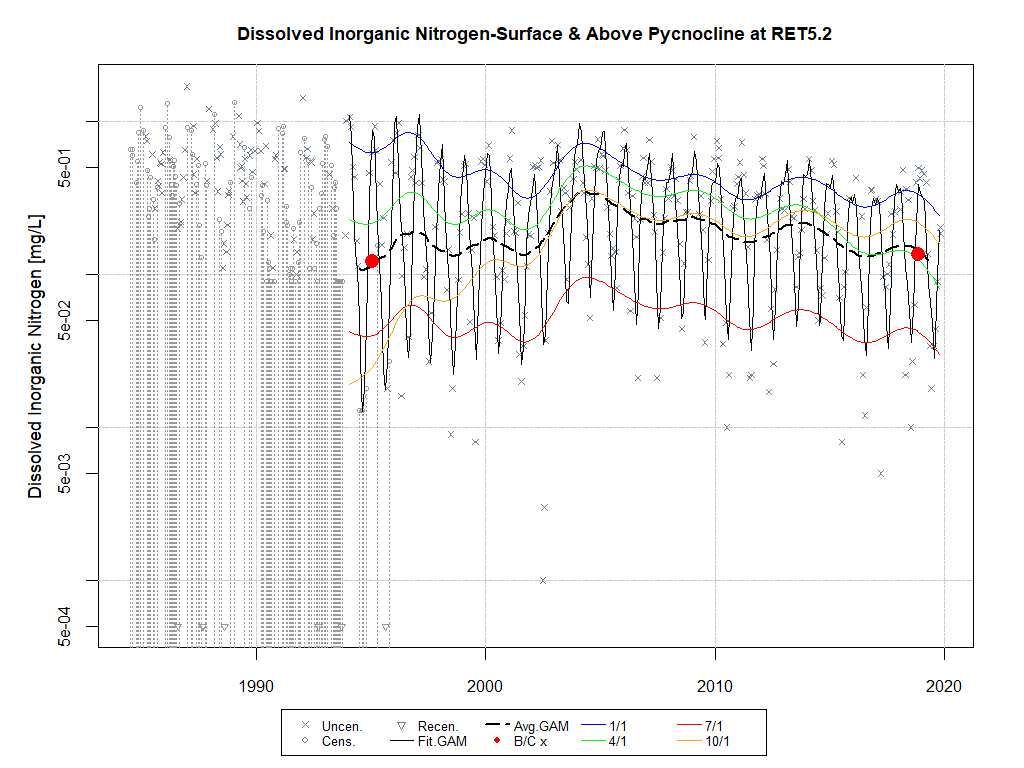 Dissolved Inorganic Nitrogen-Surface & Above Pycnocline at RET5.2
Dissolved Inorganic Nitrogen [mg/L]
5e-01
5e-02
5e-03
5e-04
1990 2000 2010 2020
Uncen. Recen. Avg.GAM 1/1 7/1
Cens. Fit.GAM B/C x 4/1 10/1